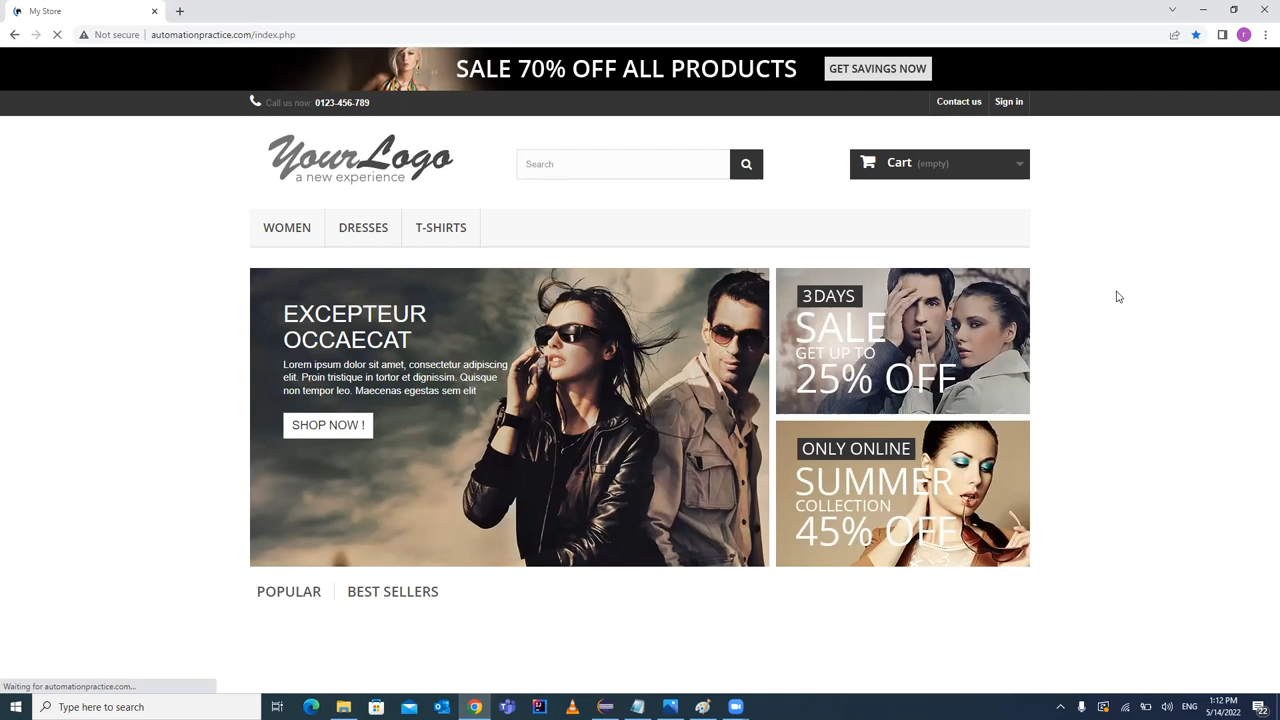 My Store
Not secure
automationpractice.com/index.php
r
SALE 70% OFF ALL PRODUCTS
GET SAVINGS NOW
Call us now: 0123-456-789
Contact us
Sign in
YourLogo
a new experience
Search
Cart (empty)
WOMEN
DRESSES
T-SHIRTS
EXCEPTEUR
OCCAECAT
Lorem ipsum dolor sit amet, consectetur adipiscing
elit. Proin tristique in tortor et dignissim. Quisque
non tempor leo. Maecenas egestas sem elit
SHOP NOW !
3 DAYS
SALE
GET UP TO
25% OFF
ONLY ONLINE
SUMMER
COLLECTION
45% OFF
POPULAR
BEST SELLERS
Waiting for automationpractice.com...
Type here to search
ENG
1:12 PM
5/14/2022
22